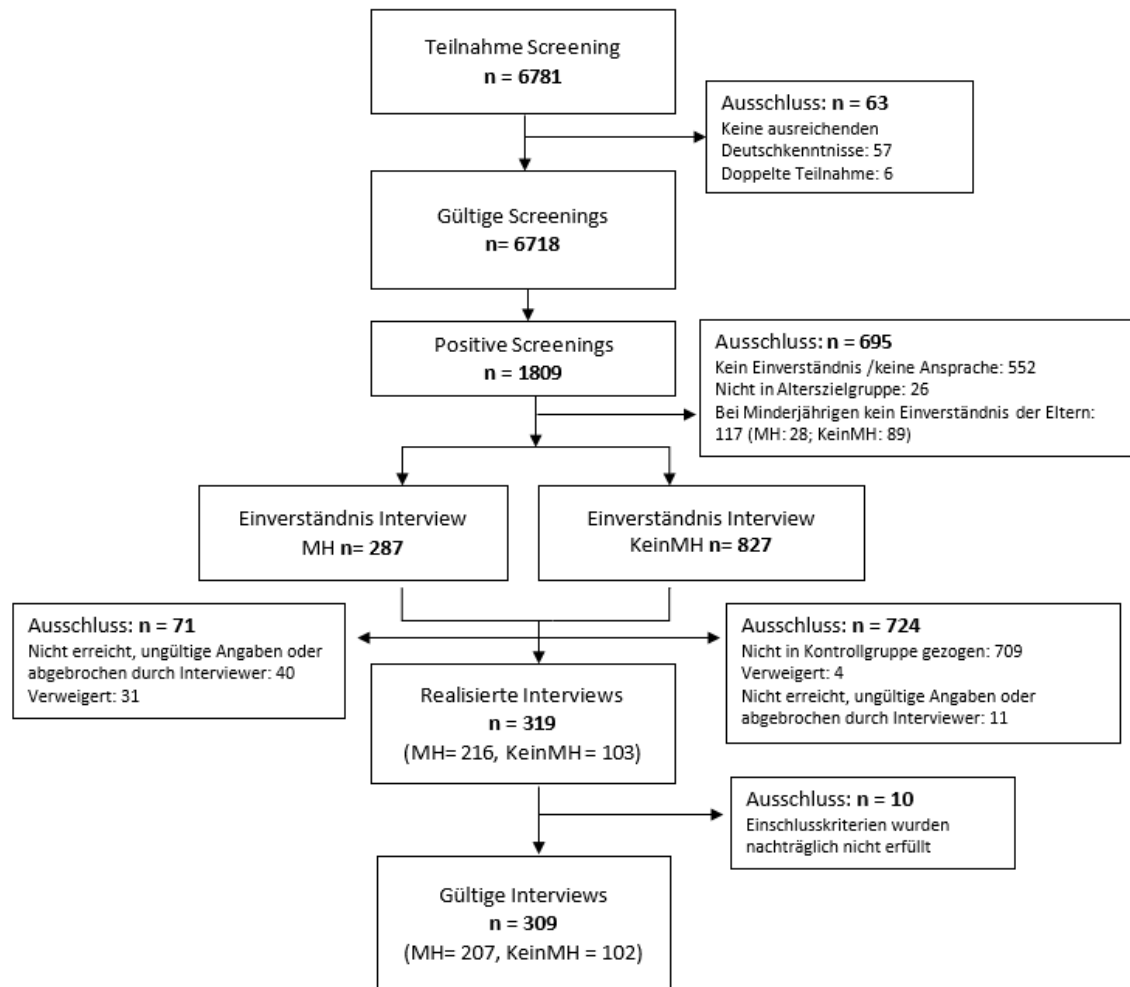 Teilnahme Screening
n = 6781
Ausschluss: n = 63
Keine ausreichenden
Deutschkenntnisse: 57
Doppelte Teilnahme: 6
Gültige Screenings
n= 6718
Positive Screenings
n = 1809
Ausschluss: n = 695
Kein Einverständnis /keine Ansprache: 552
Nicht in Alterszielgruppe: 26
Bei Minderjährigen kein Einverständnis der Eltern:
117 (MH: 28; KeinMH: 89)
Einverständnis Interview
MH n= 287
Einverständnis Interview
KeinMH n= 827
Ausschluss: n = 71
Nicht erreicht, ungültige Angaben oder
abgebrochen durch Interviewer: 40
Verweigert: 31
Ausschluss: n = 724
Nicht in Kontrollgruppe gezogen: 709
Verweigert: 4
Nicht erreicht, ungültige Angaben oder
abgebrochen durch Interviewer: 11
Realisierte Interviews
n = 319
(MH= 216, KeinMH = 103)
Ausschluss: n = 10
Einschlusskriterien wurden
nachträglich nicht erfüllt
Gültige Interviews
n = 309
(MH= 207, KeinMH = 102)